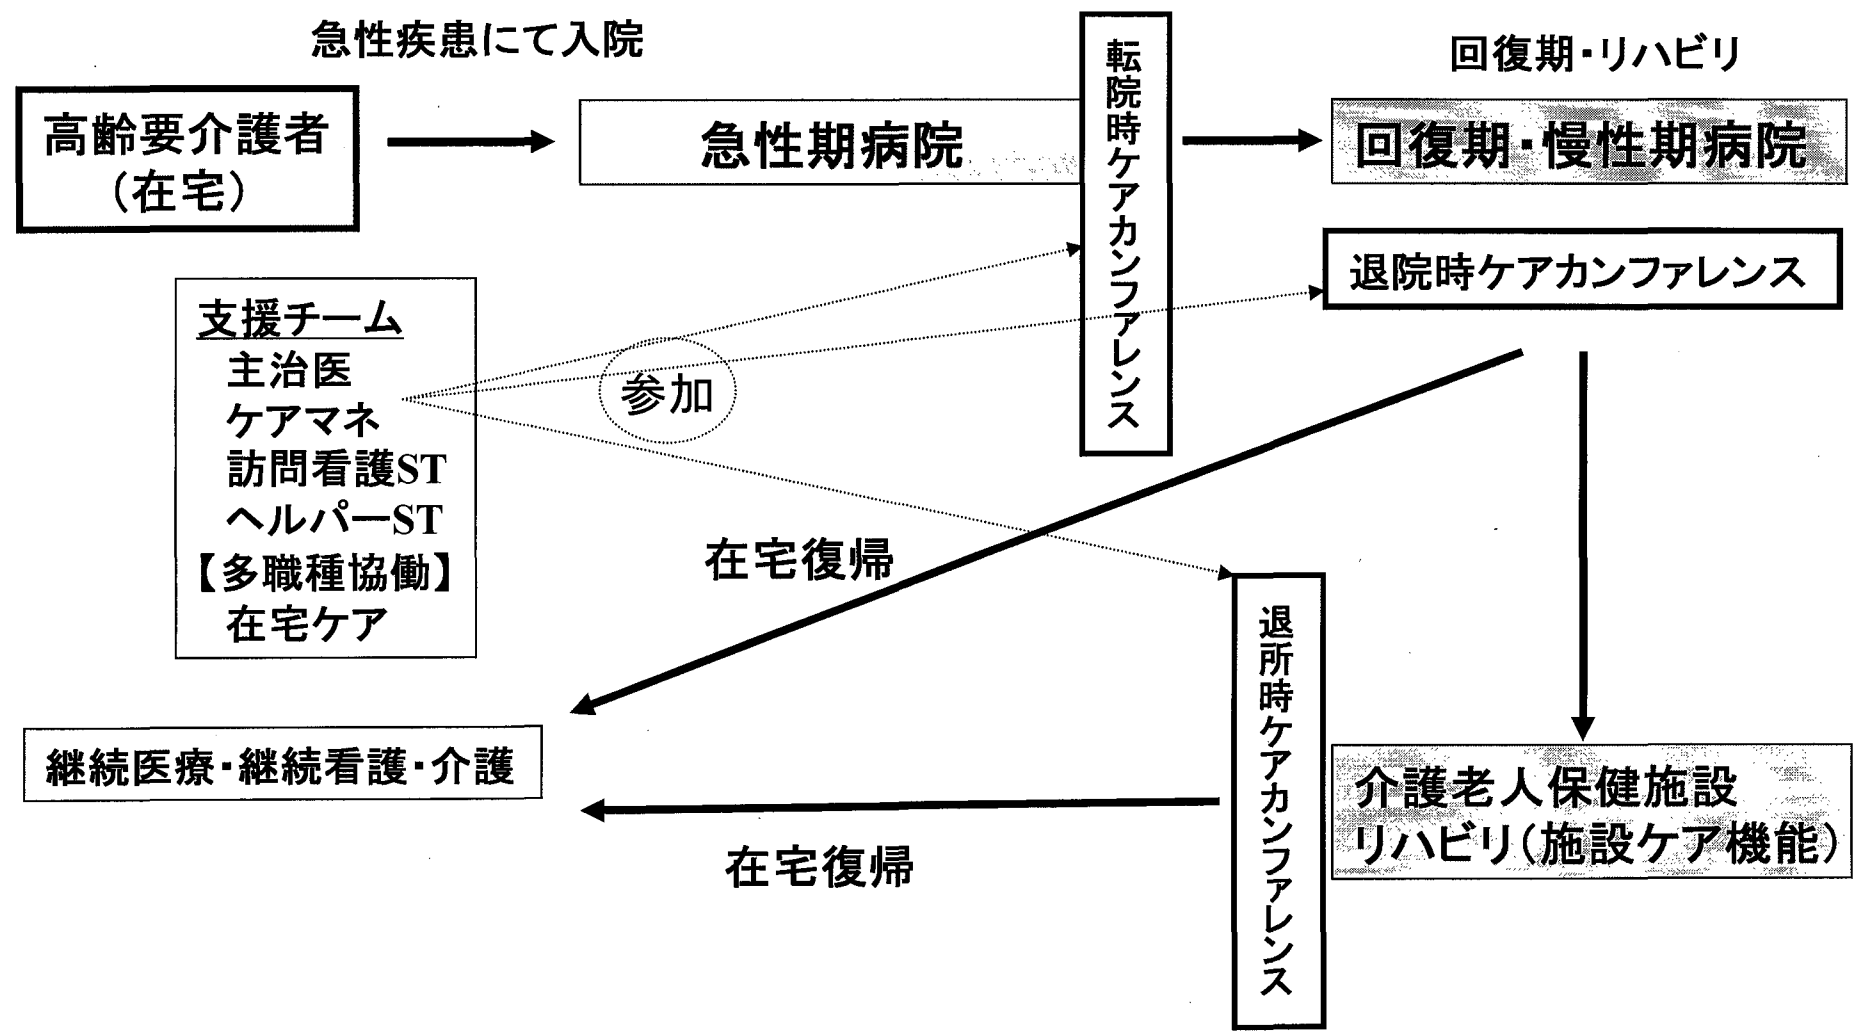 急性疾患にて入院
回復期・リハビリ
高齢要介護者
(在宅)
急性期病院
転院時ケアカンファレンス
回復期・慢性期病院
退院時ケアカンファレンス
支援チーム
主治医
ケアマネ
訪問看護ST
ヘルパーST
【多職種協働】
在宅ケア
参加
在宅復帰
退所時ケアカンファレンス
継続医療・継続看護・介護
介護老人保健施設
リハビリ(施設ケア機能)
在宅復帰